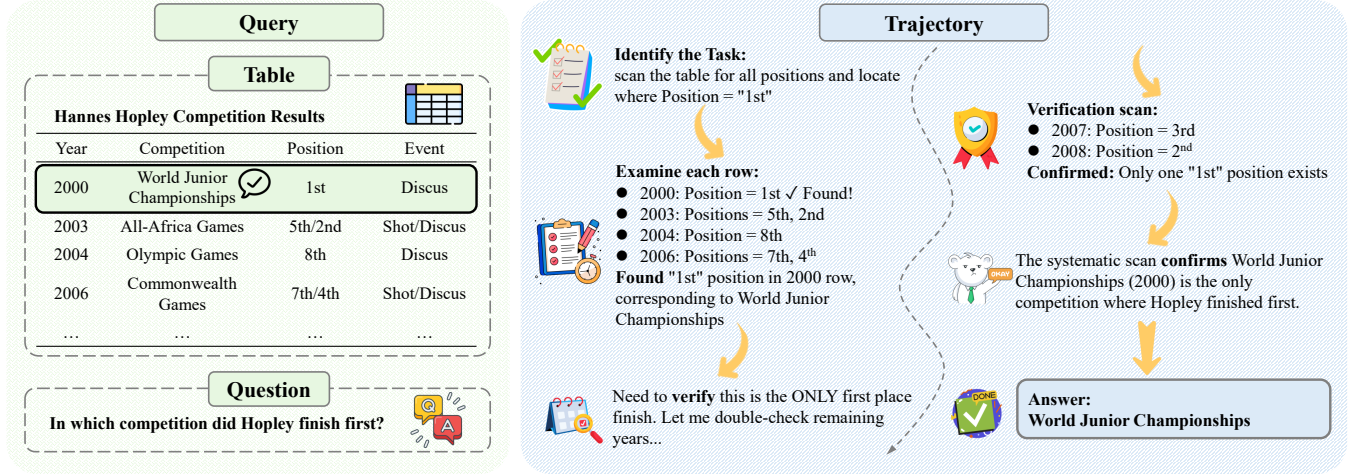 Query
Table
Hannes Hopley Competition Results
Year Competition Position Event
2000 World Junior Championships 1st Discus
2003 All-Africa Games 5th/2nd Shot/Discus
2004 Olympic Games 8th Discus
2006 Commonwealth Games 7th/4th Shot/Discus
… … … …
Question
In which competition did Hopley finish first?
Q
A
Trajectory
Identify the Task:
scan the table for all positions and locate
where Position = "1st"
Examine each row:
● 2000: Position = 1st ✓ Found!
● 2003: Positions = 5th, 2nd
● 2004: Position = 8th
● 2006: Positions = 7th, 4th
Found "1st" position in 2000 row,
corresponding to World Junior
Championships
Need to verify this is the ONLY first place
finish. Let me double-check remaining
years...
Verification scan:
● 2007: Position = 3rd
● 2008: Position = 2nd
Confirmed: Only one "1st" position exists
OKAY
The systematic scan confirms World Junior
Championships (2000) is the only
competition where Hopley finished first.
DONE
Answer:
World Junior Championships